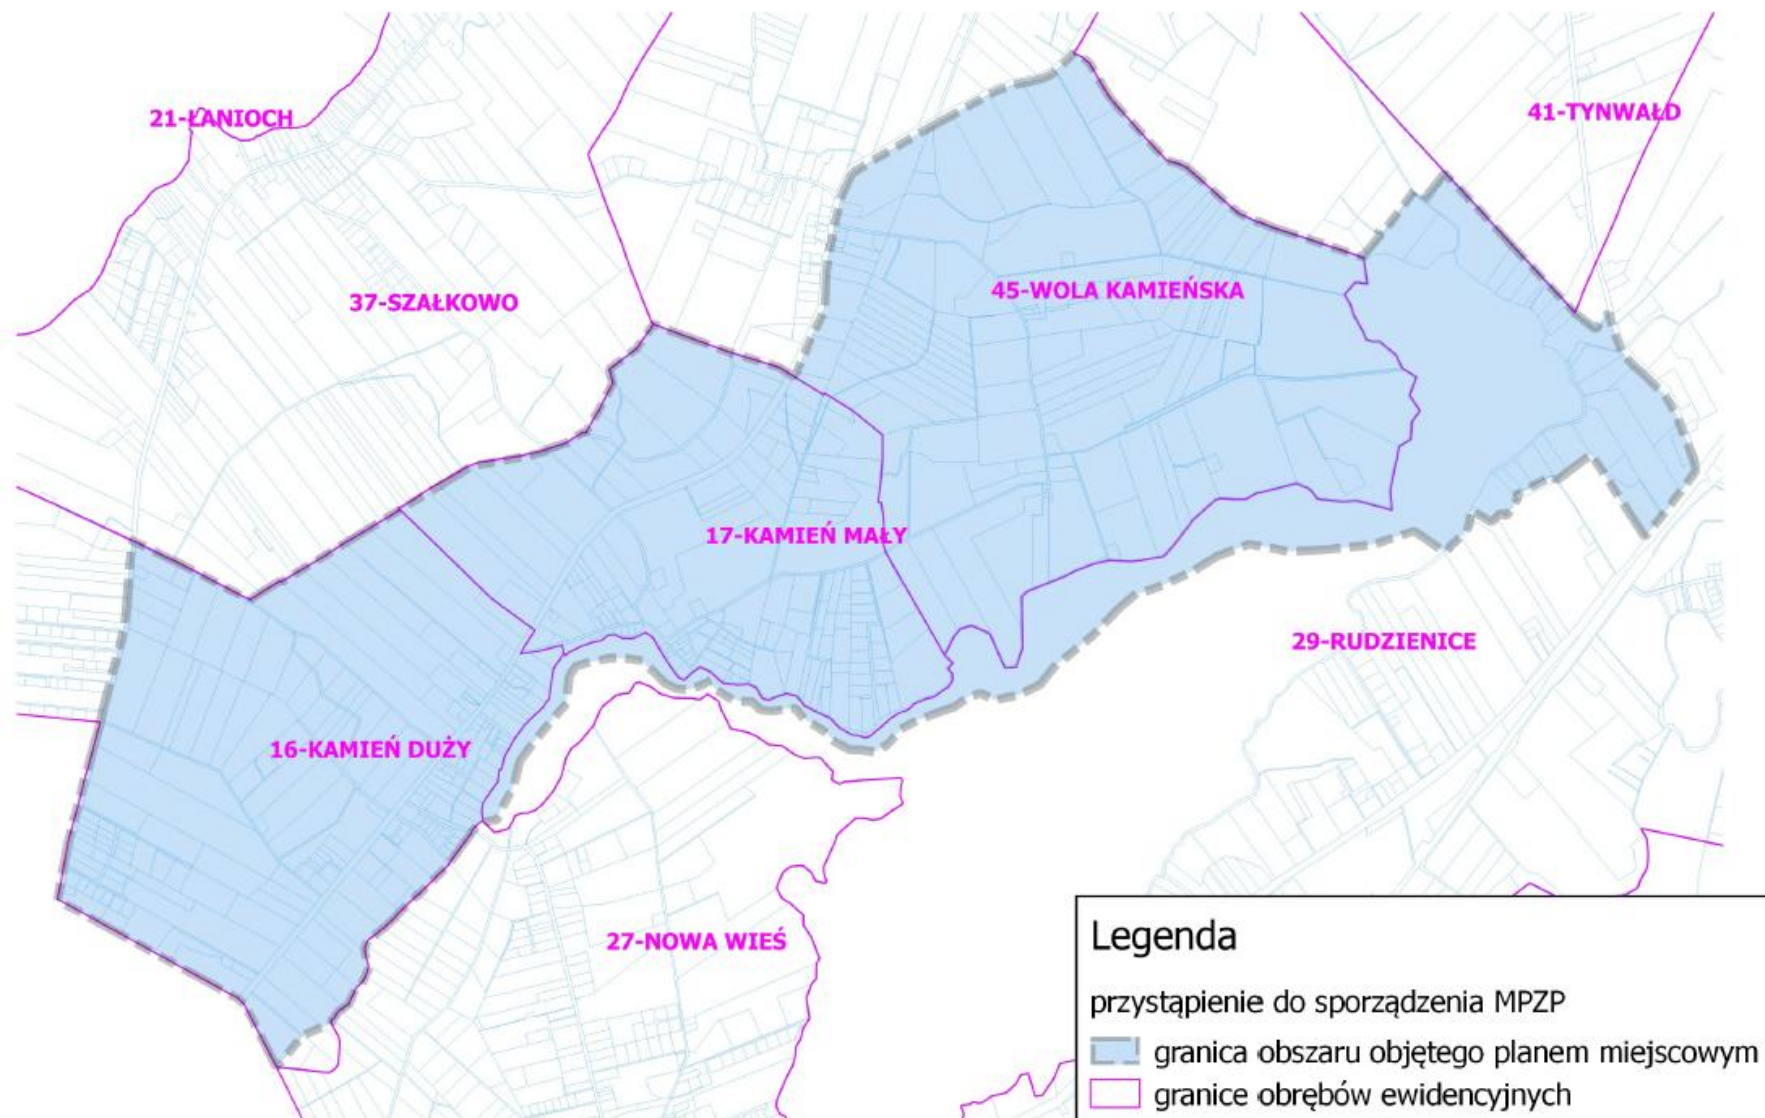 21-ŁANIOCH
41-TYNWAŁD
37-SZAŁKOWO
45-WOLA KAMIEŃSKA
17-KAMIEŃ MAŁY
29-RUDZIENICE
16-KAMIEŃ DUŻY
27-NOWA WIEŚ
Legenda
przystąpienie do sporządzenia MPZP
granica obszaru objętego planem miejscowym
granice obrębów ewidencyjnych